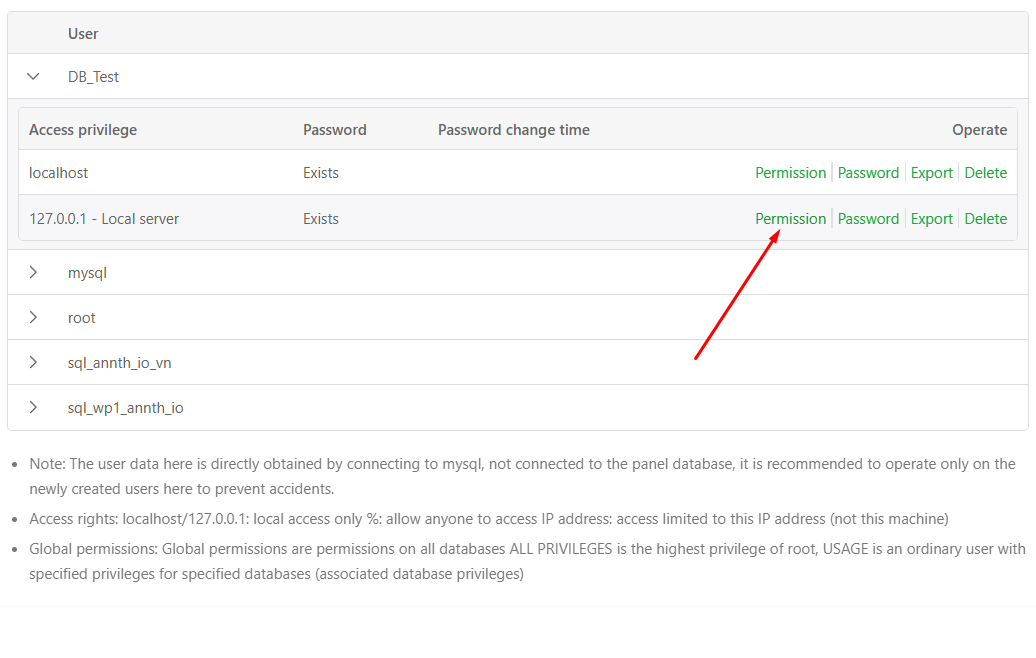 User
DB_Test
Access privilege Password Password change time Operate
localhost Exists Permission Password Export Delete
127.0.0.1 - Local server Exists Permission Password Export Delete
mysql
root
sql_annth_io_vn
sql_wp1_annth_io
Note: The user data here is directly obtained by connecting to mysql, not connected to the panel database, it is recommended to operate only on the
newly created users here to prevent accidents.
Access rights: localhost/127.0.0.1: local access only %: allow anyone to access IP address: access limited to this IP address (not this machine)
Global permissions: Global permissions are permissions on all databases ALL PRIVILEGES is the highest privilege of root, USAGE is an ordinary user with
specified privileges for specified databases (associated database privileges)